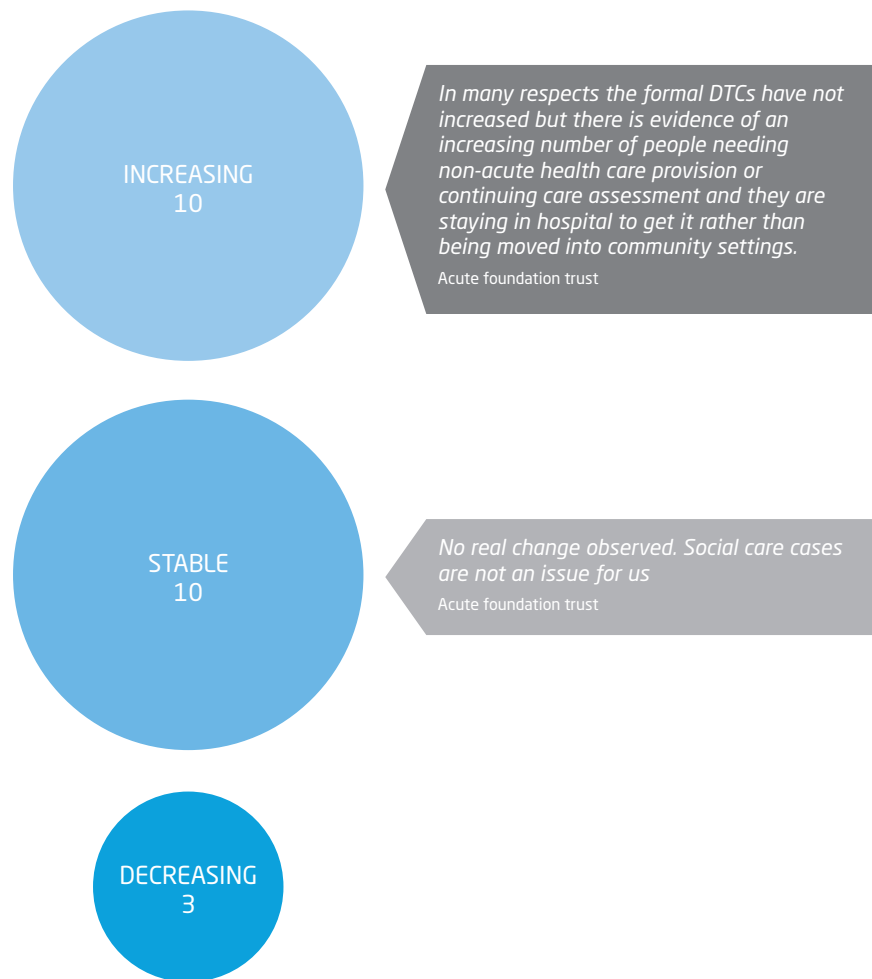 INCREASING
10
In many respects the formal DTCs have not
increased but there is evidence of an
increasing number of people needing
non-acute health care provision or
continuing care assessment and they are
staying in hospital to get it rather than
being moved into community settings.
Acute foundation trust
STABLE
10
No real change observed. Social care cases
are not an issue for us
Acute foundation trust
DECREASING
3